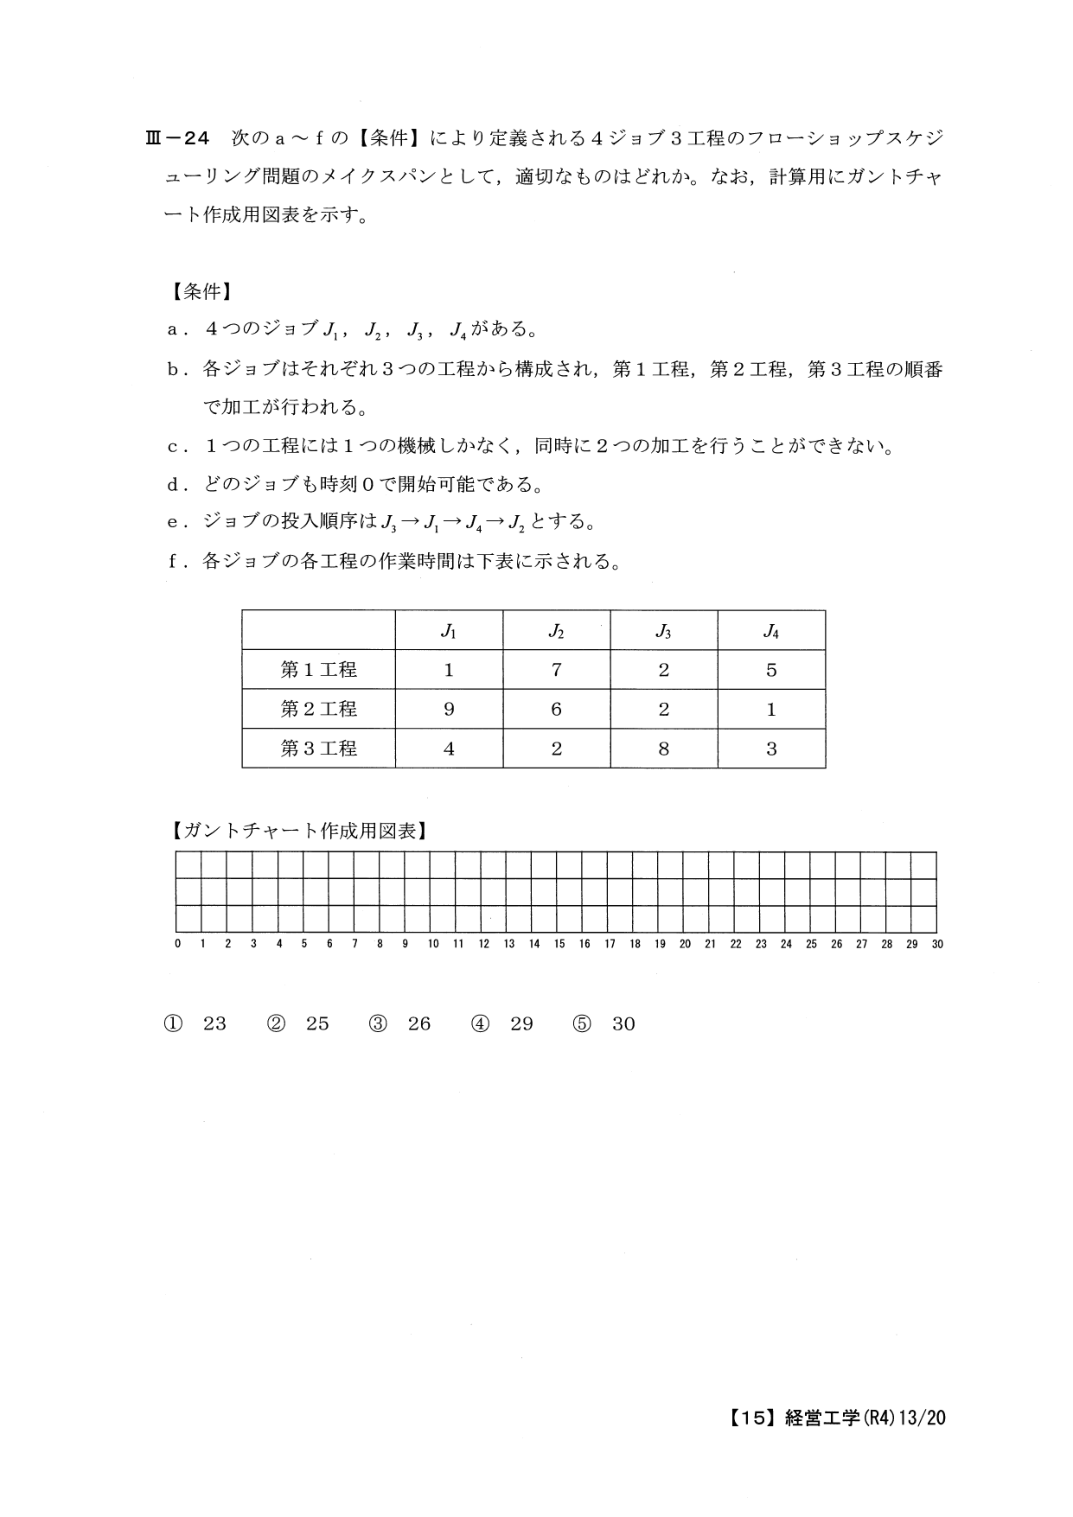 Ⅲ－24　次のａ～ｆの【条件】により定義される４ジョブ３工程のフローショップスケジ
ューリング問題のメイクスパンとして，適切なものはどれか。なお，計算用にガントチャ
ート作成用図表を示す。
【条件】
ａ．４つのジョブJ₁，J₂，J₃，J₄がある。
ｂ．各ジョブはそれぞれ３つの工程から構成され，第１工程，第２工程，第３工程の順番
で加工が行われる。
ｃ．１つの工程には１つの機械しかなく，同時に２つの加工を行うことができない。
ｄ．どのジョブも時刻０で開始可能である。
ｅ．ジョブの投入順序はJ₃→J₁→J₄→J₂とする。
ｆ．各ジョブの各工程の作業時間は下表に示される。
J₁ J₂ J₃ J₄
第１工程 1 7 2 5
第２工程 9 6 2 1
第３工程 4 2 8 3
【ガントチャート作成用図表】
0 1 2 3 4 5 6 7 8 9 10 11 12 13 14 15 16 17 18 19 20 21 22 23 24 25 26 27 28 29 30
① 23 ② 25 ③ 26 ④ 29 ⑤ 30
【15】経営工学(R4)13/20